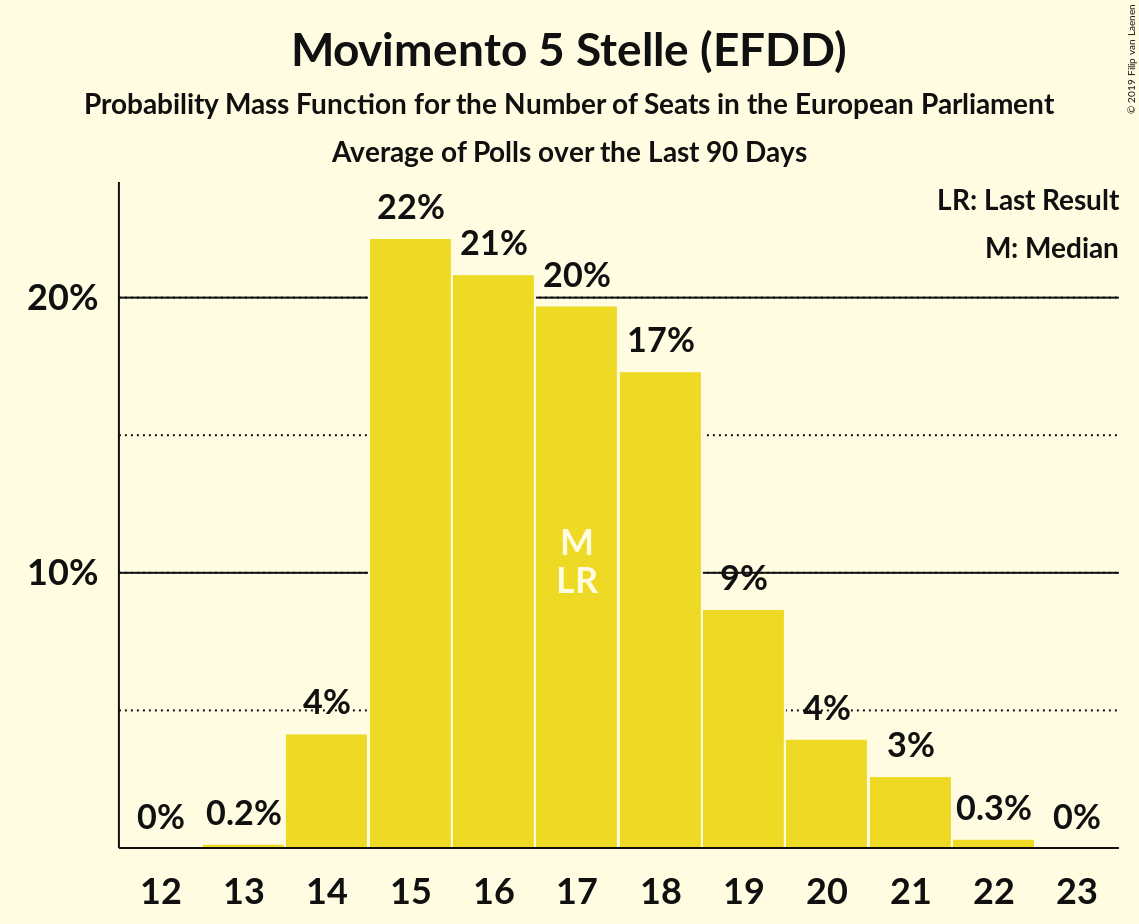 Movimento 5 Stelle (EFDD)
Probability Mass Function for the Number of Seats in the European Parliament
Average of Polls over the Last 90 Days
© 2019 Filip van Laenen
LR: Last Result
M: Median
22%
21%
20%
20%
17%
M
LR
10%
9%
4%
4%
3%
0%
0.2%
0.3%
0%
12 13 14 15 16 17 18 19 20 21 22 23